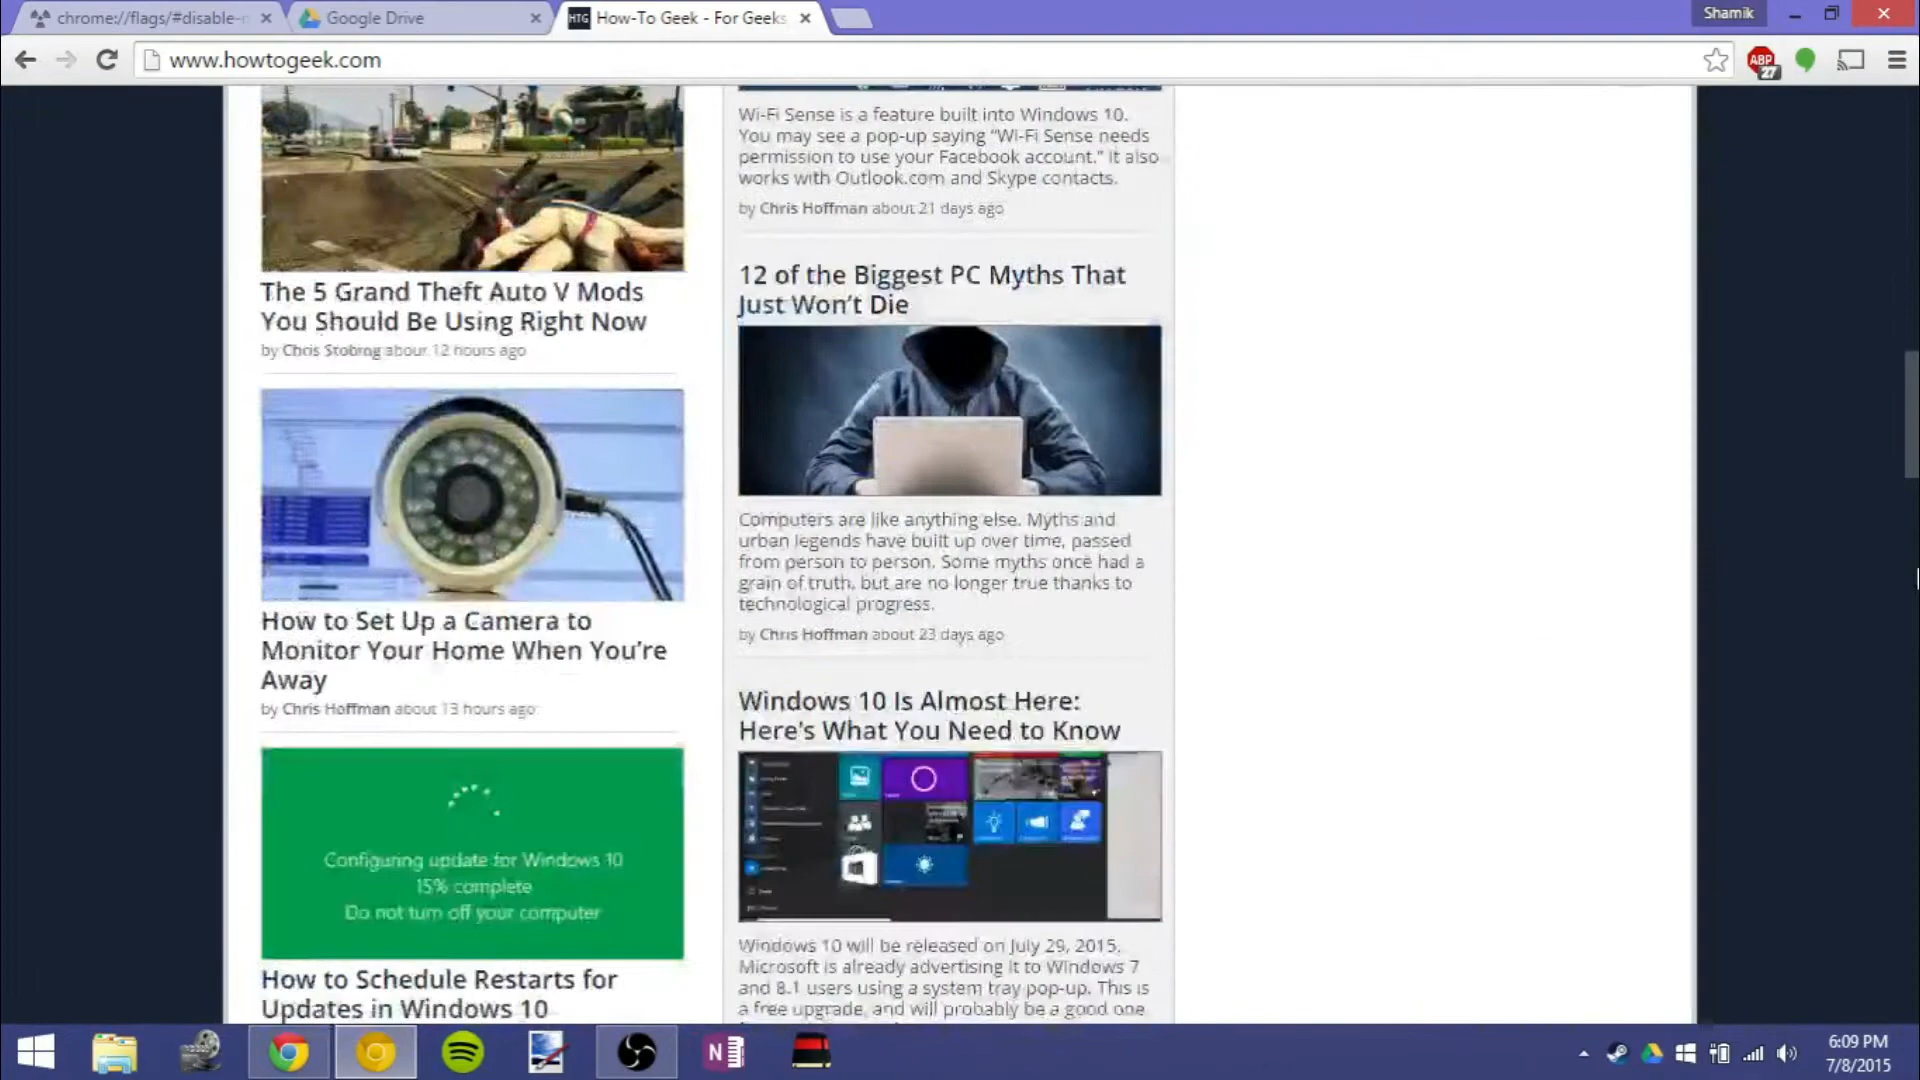 chrome://flags/#disable-
Google Drive
HTG
How-To Geek - For Geeks
Shamik
www.howtogeek.com
ABP
27
The 5 Grand Theft Auto V Mods
You Should Be Using Right Now
by Chris Stobing about 12 hours ago
How to Set Up a Camera to
Monitor Your Home When You’re
Away
by Chris Hoffman about 13 hours ago
Configuring update for Windows 10
15% complete
Do not turn off your computer
How to Schedule Restarts for
Updates in Windows 10
Wi-Fi Sense is a feature built into Windows 10.
You may see a pop-up saying “Wi-Fi Sense needs
permission to use your Facebook account.” It also
works with Outlook.com and Skype contacts.
by Chris Hoffman about 21 days ago
12 of the Biggest PC Myths That
Just Won’t Die
Computers are like anything else. Myths and
urban legends have built up over time, passed
from person to person. Some myths once had a
grain of truth, but are no longer true thanks to
technological progress.
by Chris Hoffman about 23 days ago
Windows 10 Is Almost Here:
Here’s What You Need to Know
Windows 10 will be released on July 29, 2015.
Microsoft is already advertising it to Windows 7
and 8.1 users using a system tray pop-up. This is
a free upgrade, and will probably be a good one
N
6:09 PM
7/8/2015